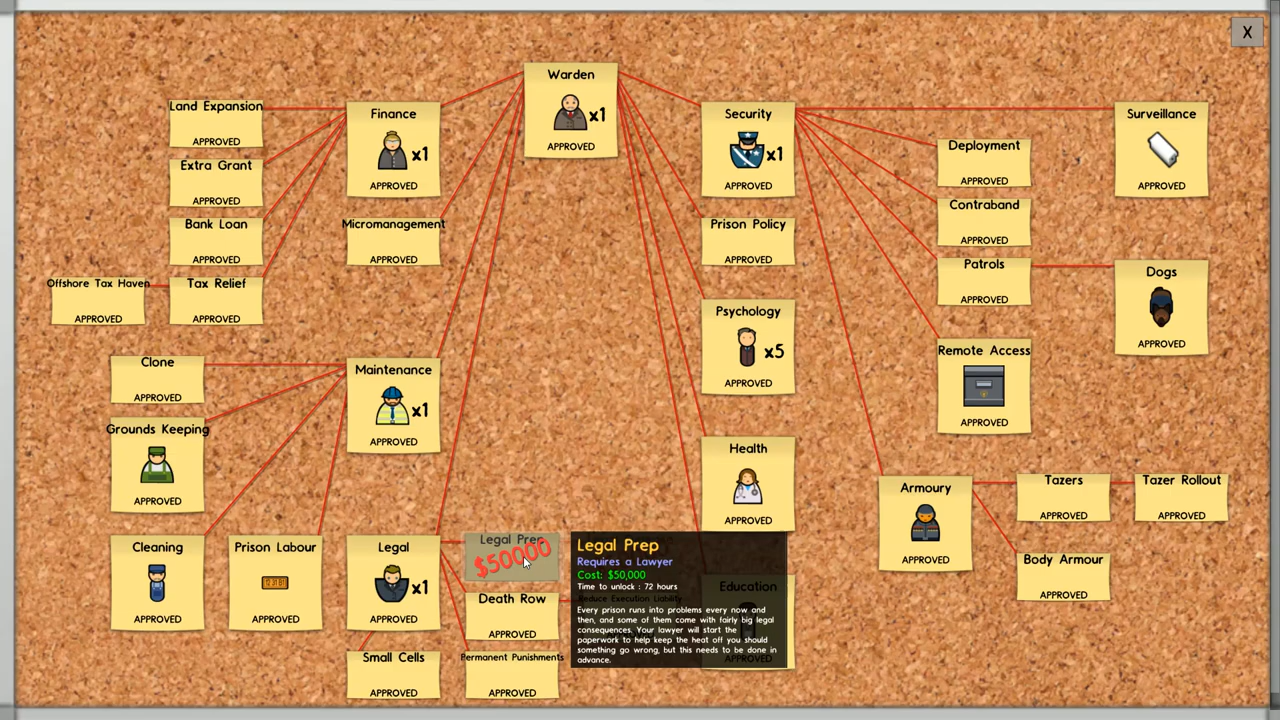 X
Warden
x1
APPROVED
Land Expansion
APPROVED
Finance
x1
APPROVED
Security
x1
APPROVED
Surveillance
APPROVED
Extra Grant
APPROVED
Deployment
APPROVED
Contraband
APPROVED
Bank Loan
APPROVED
Micromanagement
APPROVED
Prison Policy
APPROVED
Patrols
APPROVED
Dogs
APPROVED
Offshore Tax Haven
APPROVED
Tax Relief
APPROVED
Psychology
x5
APPROVED
Remote Access
APPROVED
Clone
APPROVED
Maintenance
x1
APPROVED
Grounds Keeping
APPROVED
Health
APPROVED
Armoury
APPROVED
Tazers
APPROVED
Tazer Rollout
APPROVED
Body Armour
APPROVED
Cleaning
APPROVED
Prison Labour
APPROVED
Legal
x1
APPROVED
Legal Prep
$50000
Death Row
APPROVED
Small Cells
APPROVED
Permanent Punishments
APPROVED
Legal Prep
Requires a Lawyer
Cost: $50,000
Time to unlock : 72 hours
Every prison runs into problems every now and
then, and some of them come with fairly big legal
consequences. Your lawyer will start the
paperwork to help keep the heat off you should
something go wrong, but this needs to be done in
advance.
Education
Reduce Execution Liability
APPROVED